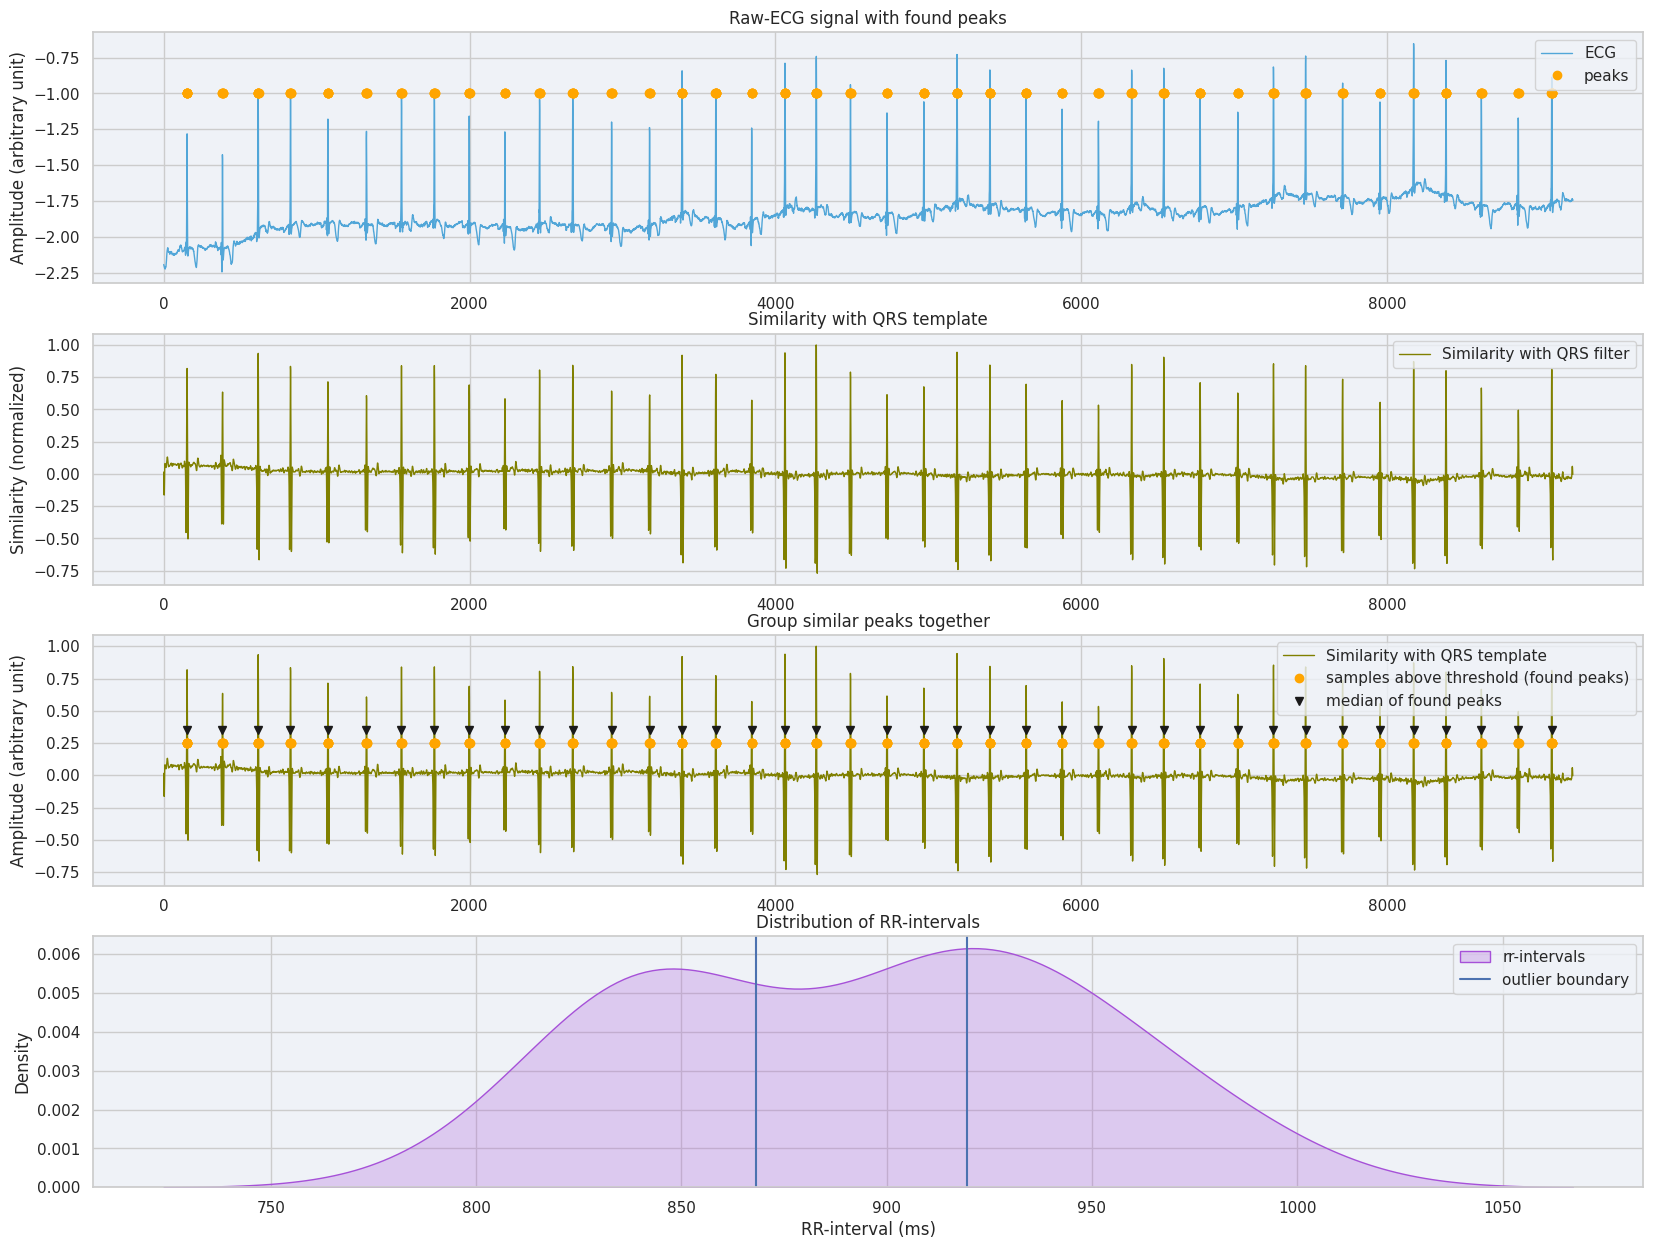 Raw-ECG signal with found peaks
Amplitude (arbitrary unit)
−0.75
−1.00
−1.25
−1.50
−1.75
−2.00
−2.25
ECG
peaks
0 2000 4000 6000 8000
Similarity with QRS template
Similarity (normalized)
1.00
0.75
0.50
0.25
0.00
−0.25
−0.50
−0.75
Similarity with QRS filter
0 2000 4000 6000 8000
Group similar peaks together
Amplitude (arbitrary unit)
1.00
0.75
0.50
0.25
0.00
−0.25
−0.50
−0.75
Similarity with QRS template
samples above threshold (found peaks)
median of found peaks
0 2000 4000 6000 8000
Distribution of RR-intervals
Density
0.006
0.005
0.004
0.003
0.002
0.001
0.000
rr-intervals
outlier boundary
750 800 850 900 950 1000 1050
RR-interval (ms)